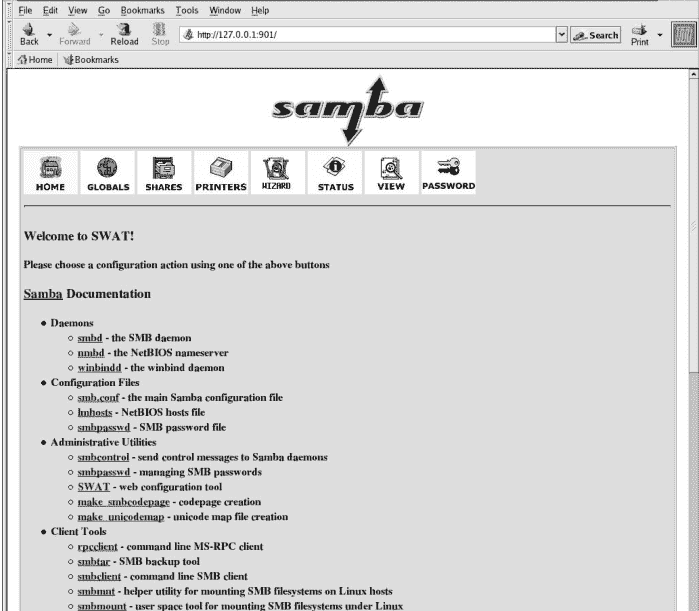 File Edit View Go Bookmarks Tools Window Help
Back Forward Reload Stop http://127.0.0.1:901/ Search Print
Home Bookmarks
samba
HOME GLOBALS SHARES PRINTERS WIZARD STATUS VIEW PASSWORD
Welcome to SWAT!
Please choose a configuration action using one of the above buttons
Samba Documentation
Daemons
smbd - the SMB daemon
nmbd - the NetBIOS nameserver
winbindd - the winbind daemon
Configuration Files
smb.conf - the main Samba configuration file
lmhosts - NetBIOS hosts file
smbpasswd - SMB password file
Administrative Utilities
smbcontrol - send control messages to Samba daemons
smbpasswd - managing SMB passwords
SWAT - web configuration tool
make_smbcodepage - codepage creation
make_unicodemap - unicode map file creation
Client Tools
rpcclient - command line MS-RPC client
smbtar - SMB backup tool
smbclient - command line SMB client
smbmnt - helper utility for mounting SMB filesystems on Linux hosts
smbmount - user space tool for mounting SMB filesystems under Linux